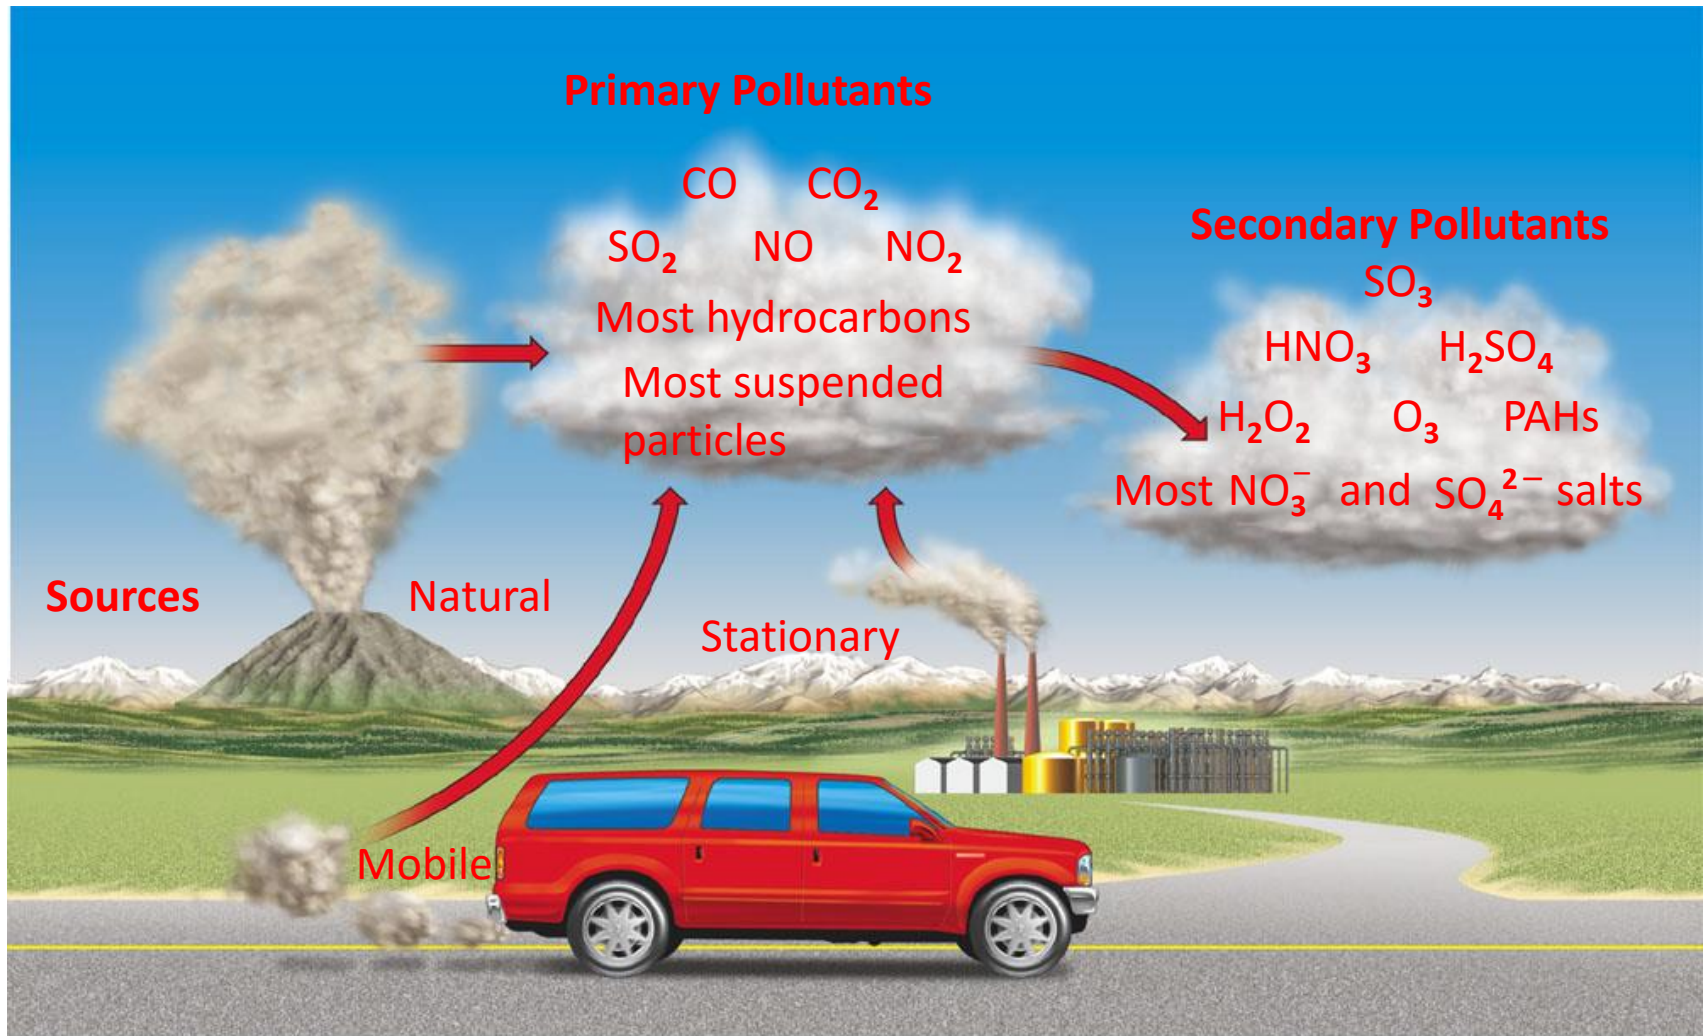 Primary Pollutants
CO CO₂
SO₂ NO NO₂
Most hydrocarbons
Most suspended
particles
Secondary Pollutants
SO₃
HNO₃ H₂SO₄
H₂O₂ O₃ PAHs
Most NO₃⁻ and SO₄²⁻ salts
Sources
Natural
Stationary
Mobile